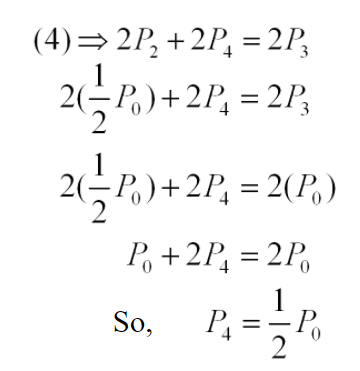 (4)⇒ 2P₂ + 2P₄ = 2P₃
2(1/2 P₀) + 2P₄ = 2P₃
2(1/2 P₀) + 2P₄ = 2(P₀)
P₀ + 2P₄ = 2P₀
So, P₄ = 1/2 P₀